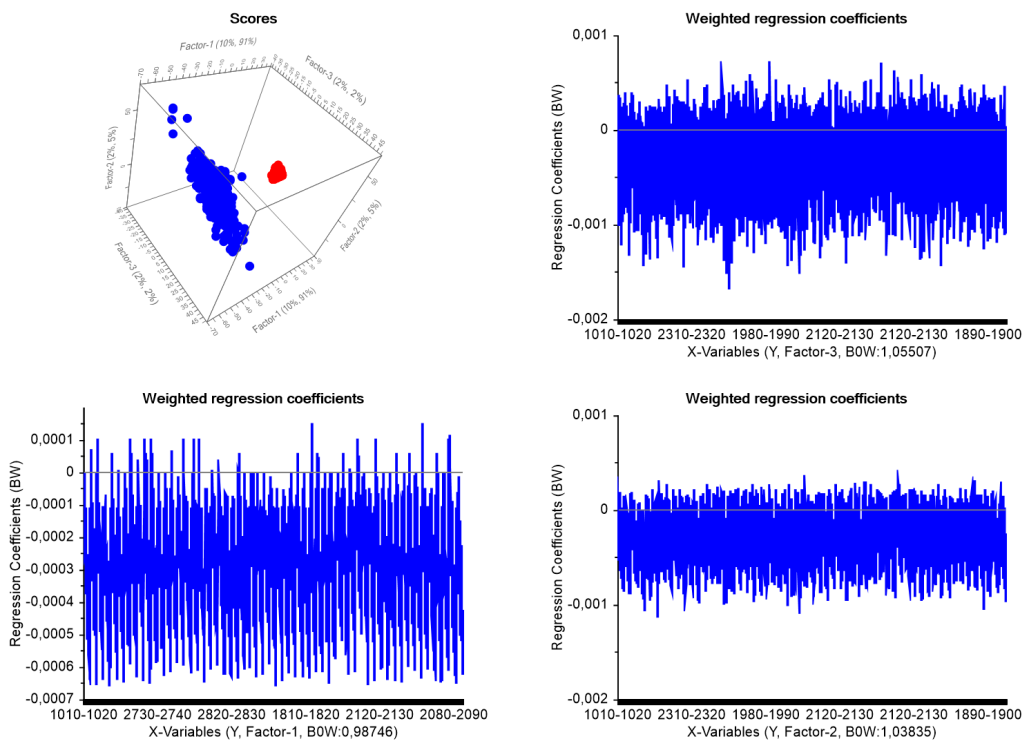 Scores
Factor-1 (10%, 91%)
Factor-3 (2%, 2%)
Factor-2 (2%, 5%)
Factor-2 (2%, 5%)
Factor-3 (2%, 2%)
Factor-1 (10%, 91%)
Weighted regression coefficients
Regression Coefficients (BW)
0,001
0
-0,001
-0,002
1010-1020 2310-2320 1980-1990 2120-2130 2120-2130 1890-1900
X-Variables (Y, Factor-3, B0W:1,05507)
Weighted regression coefficients
Regression Coefficients (BW)
0,0001
0
-0,0001
-0,0002
-0,0003
-0,0004
-0,0005
-0,0006
-0,0007
1010-1020 2730-2740 2820-2830 1810-1820 2120-2130 2080-2090
X-Variables (Y, Factor-1, B0W:0,98746)
Weighted regression coefficients
Regression Coefficients (BW)
0,001
0
-0,001
-0,002
1010-1020 2310-2320 1980-1990 2120-2130 2120-2130 1890-1900
X-Variables (Y, Factor-2, B0W:1,03835)